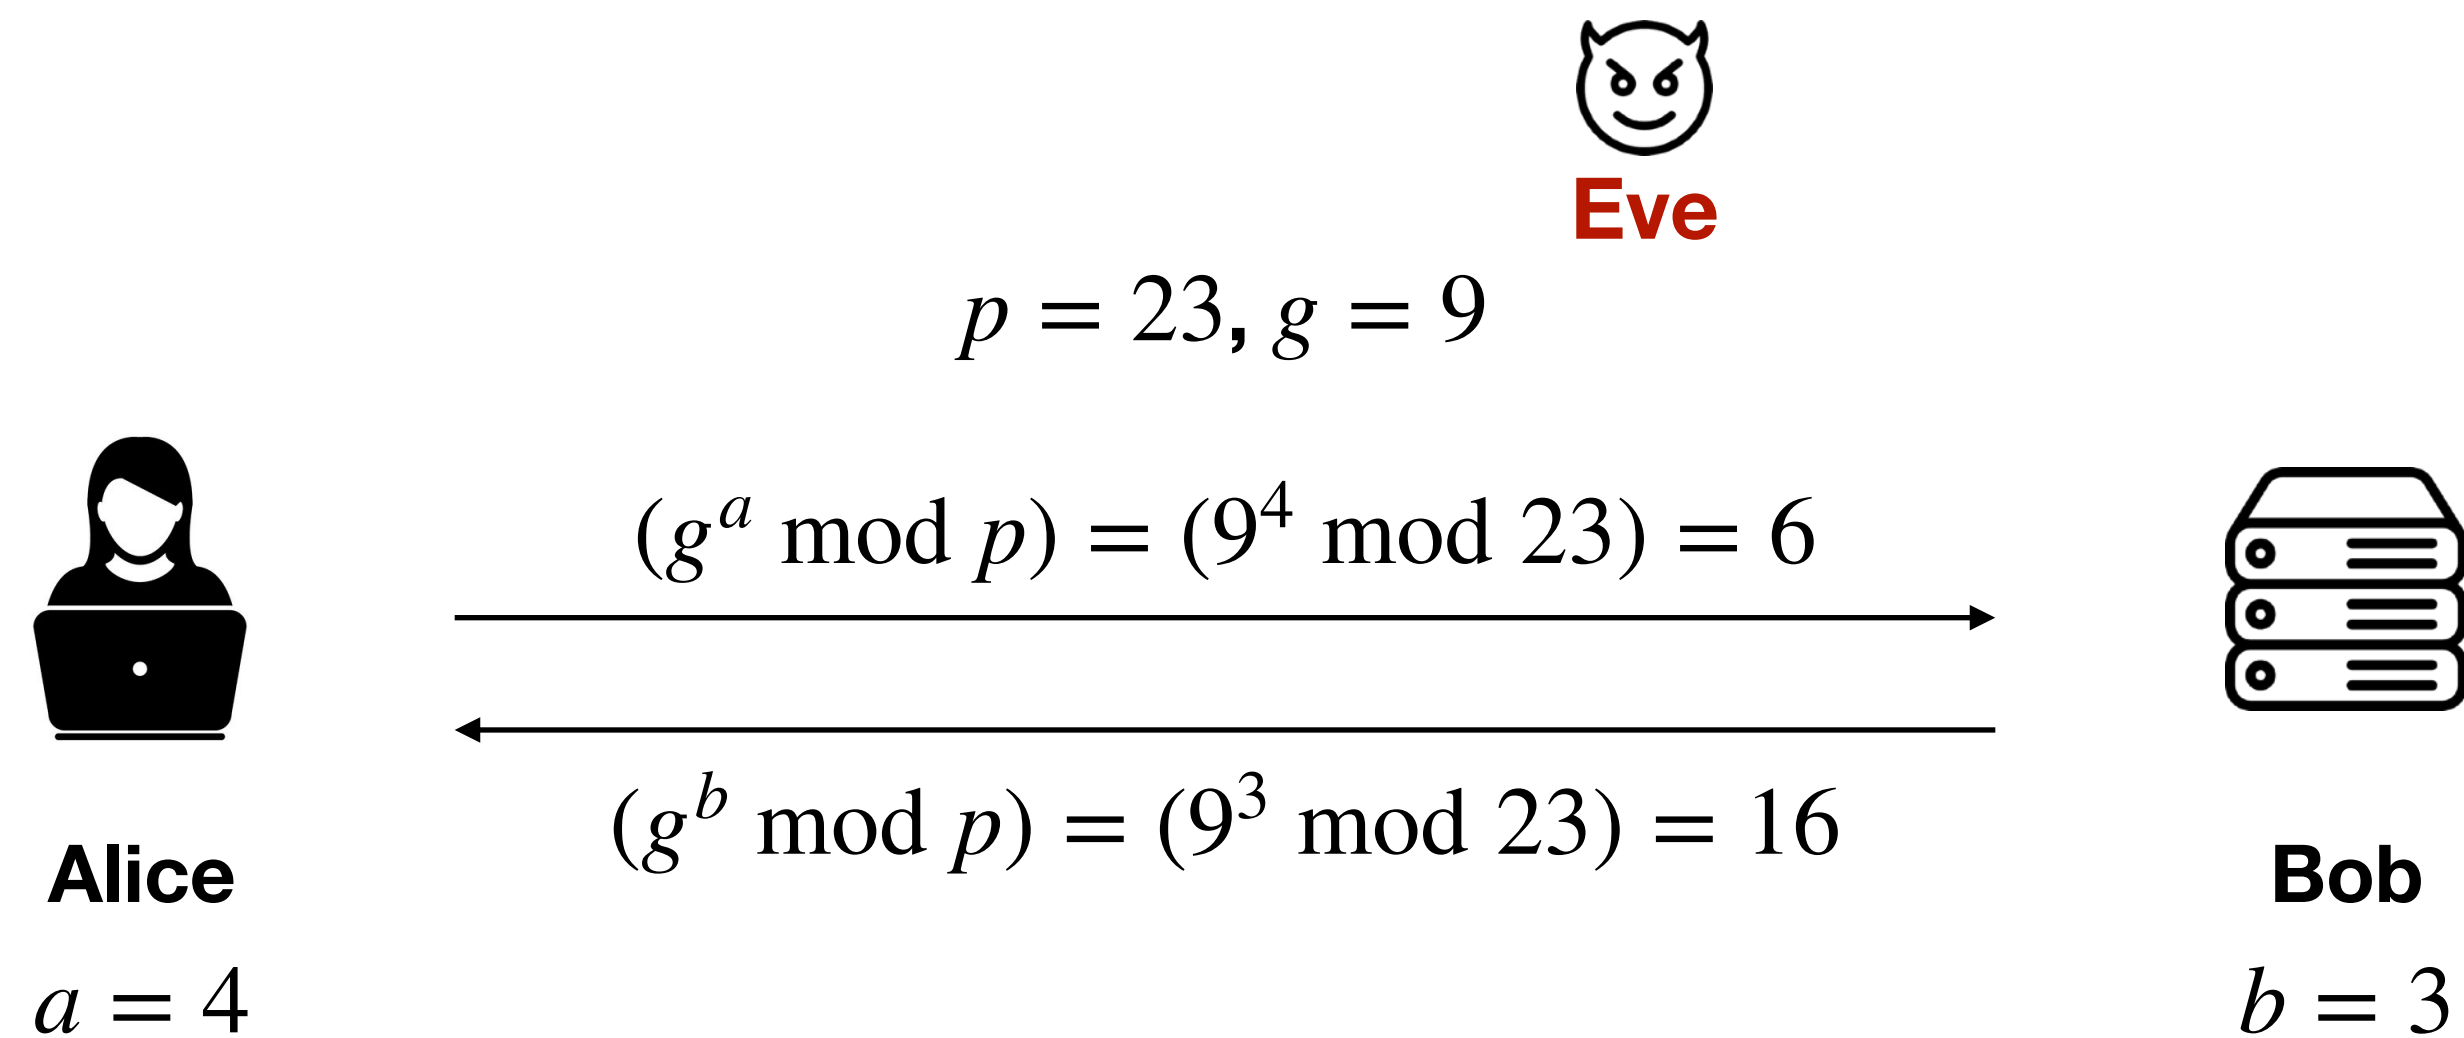 Eve
p = 23, g = 9
(g^a mod p) = (9^4 mod 23) = 6
(g^b mod p) = (9^3 mod 23) = 16
Alice
Bob
a = 4
b = 3